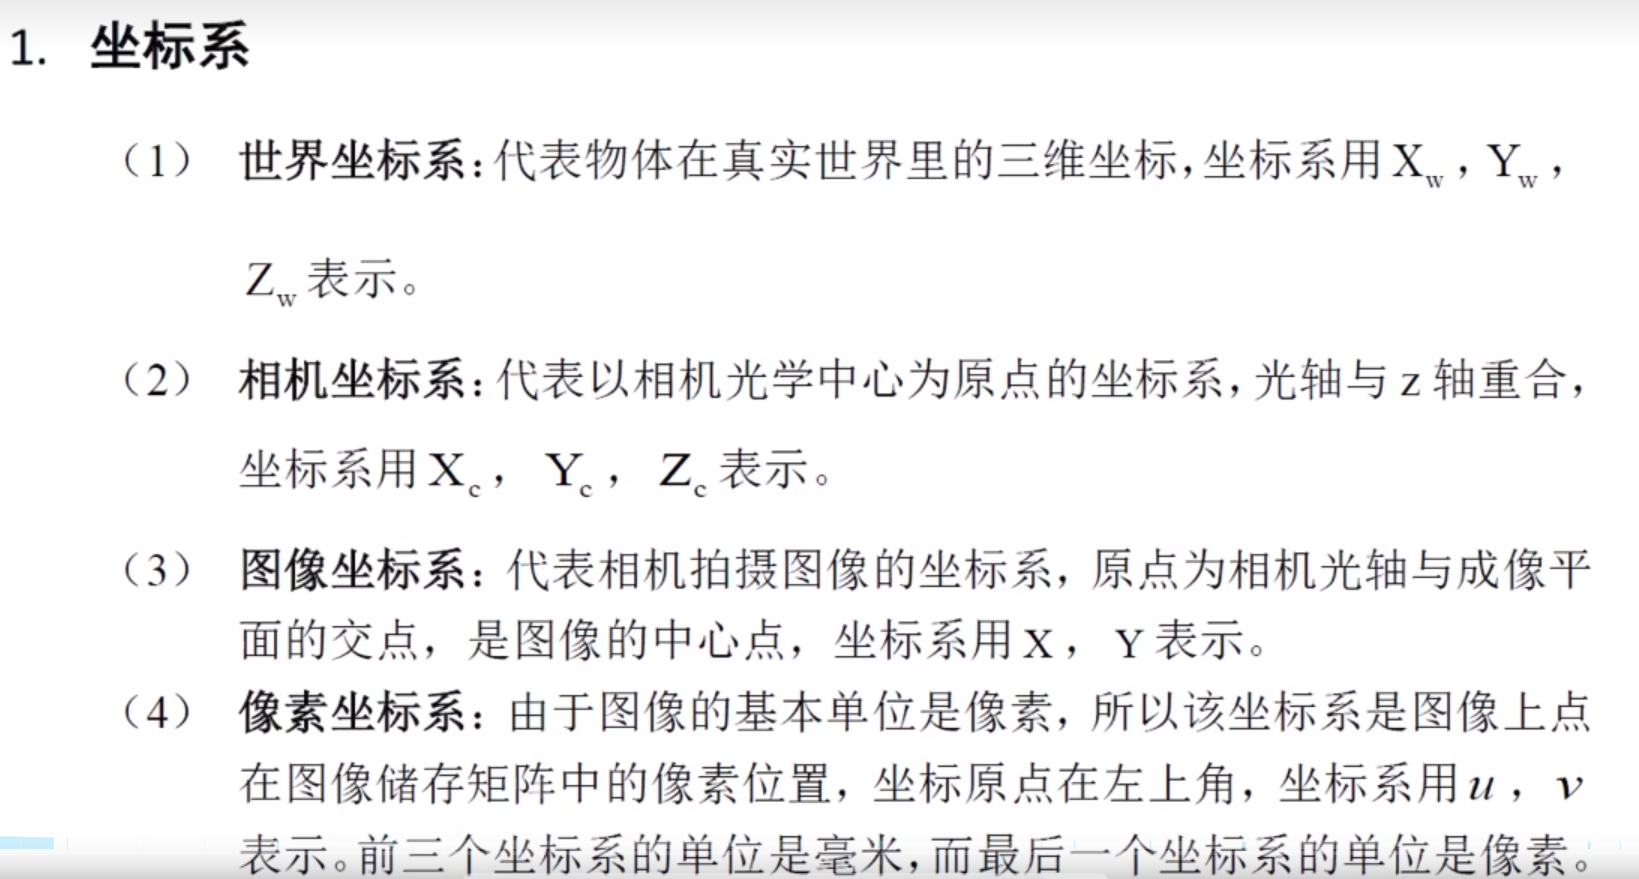 1. 坐标系
（1） 世界坐标系：代表物体在真实世界里的三维坐标，坐标系用 Xw，Yw，
Zw 表示。
（2） 相机坐标系：代表以相机光学中心为原点的坐标系，光轴与 z 轴重合，
坐标系用 Xc， Yc， Zc 表示。
（3） 图像坐标系：代表相机拍摄图像的坐标系，原点为相机光轴与成像平
面的交点，是图像的中心点，坐标系用 X， Y 表示。
（4） 像素坐标系：由于图像的基本单位是像素，所以该坐标系是图像上点
在图像储存矩阵中的像素位置，坐标原点在左上角，坐标系用 u， v
表示。前三个坐标系的单位是毫米，而最后一个坐标系的单位是像素。